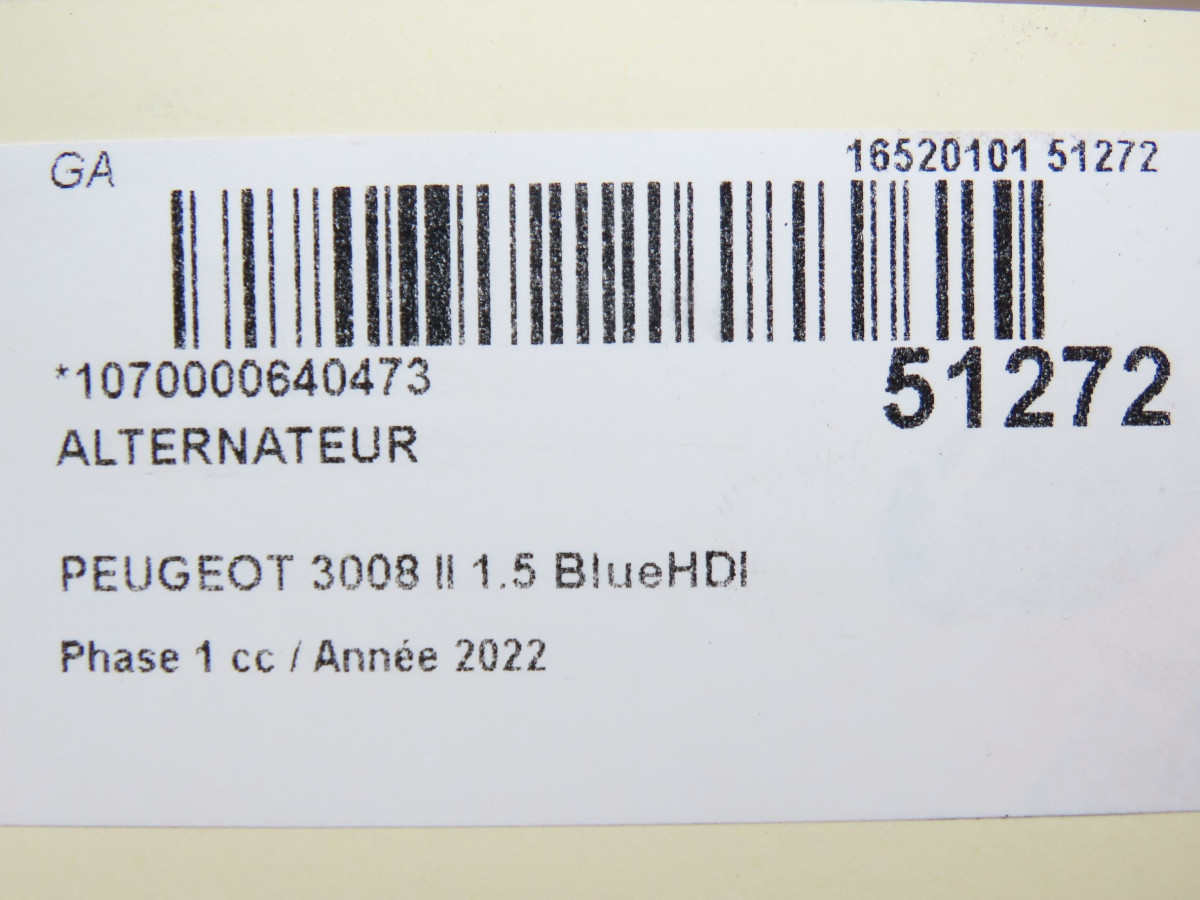 GA
16520101 51272
*1070000640473
51272
ALTERNATEUR
PEUGEOT 3008 II 1.5 BlueHDI
Phase 1 cc / Année 2022